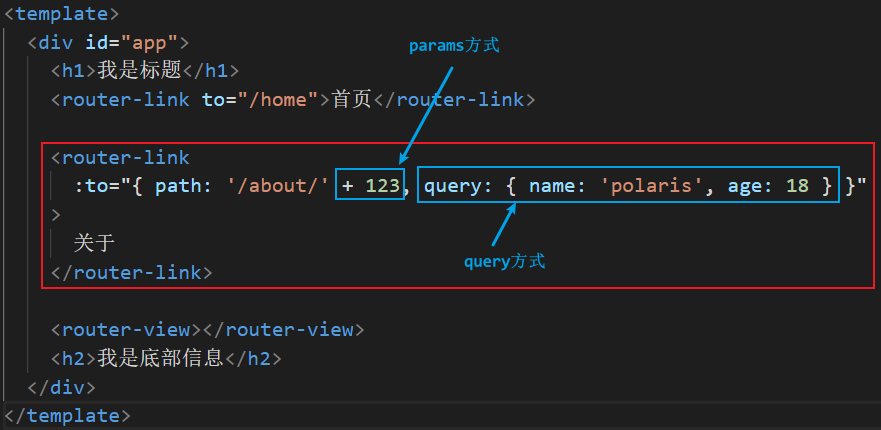 <template>
<div id="app">
params方式
<h1>我是标题</h1>
<router-link to="/home">首页</router-link>
<router-link
:to="{ path: '/about/' + 123, query: { name: 'polaris', age: 18 } }"
>
关于
query方式
</router-link>
<router-view></router-view>
<h2>我是底部信息</h2>
</div>
</template>